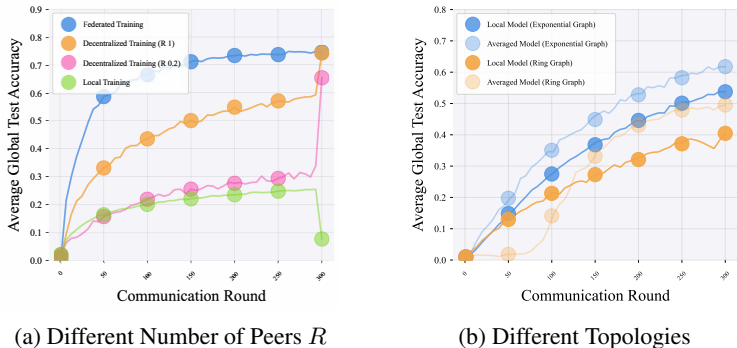 Average Global Test Accuracy
0.9
0.8
0.7
0.6
0.5
0.4
0.3
0.2
0.1
0.0
Federated Training
Decentralized Training (R 1)
Decentralized Training (R 0.2)
Local Training
0
50
100
150
200
250
300
Communication Round
(a) Different Number of Peers R
Average Global Test Accuracy
0.8
0.7
0.6
0.5
0.4
0.3
0.2
0.1
0.0
Local Model (Exponential Graph)
Averaged Model (Exponential Graph)
Local Model (Ring Graph)
Averaged Model (Ring Graph)
0
50
100
150
200
250
300
Communication Round
(b) Different Topologies